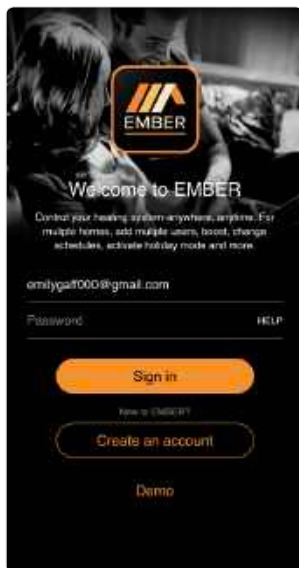 EMBER
Welcome to EMBER
Control your heating system-anywhere, anytime. For
multiple homes, add multiple users, boost, change
schedules, activate holiday mode and more.
emilygaff000@gmail.com
Password HELP
Sign in
New to EMBER?
Create an account
Demo